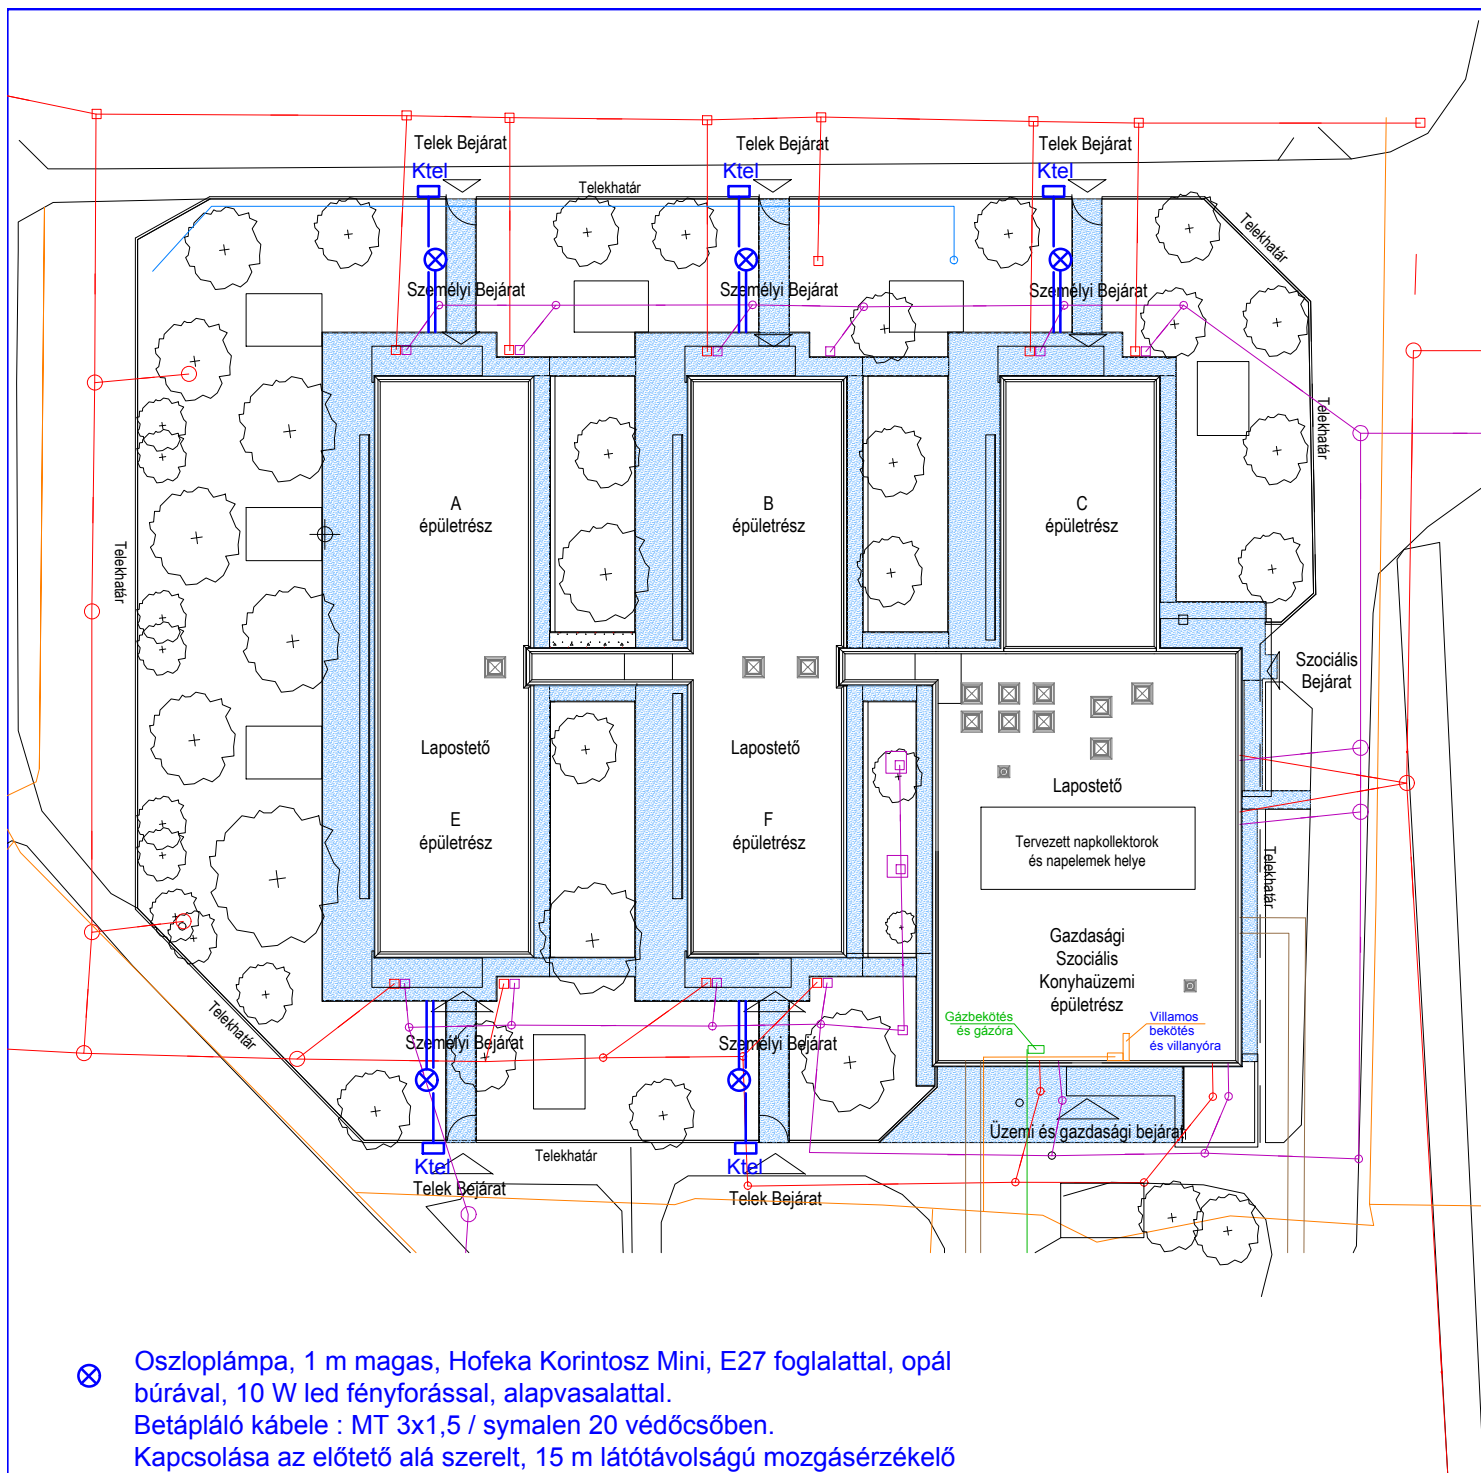 Telek Bejárat
Telek Bejárat
Telek Bejárat
Ktel
Ktel
Ktel
Telekhatár
Telekhatár
Személyi Bejárat
Személyi Bejárat
Személyi Bejárat
Telekhatár
A
épületrész
B
épületrész
C
épületrész
Telekhatár
Szociális
Bejárat
Lapostető
Lapostető
Lapostető
E
épületrész
F
épületrész
Tervezett napkollektorok
és napelemek helye
Telekhatár
Gazdasági
Szociális
Konyhaüzemi
épületrész
Telekhatár
Gázbekötés
és gázóra
Villamos
bekötés
és villanyóra
Személyi Bejárat
Személyi Bejárat
Üzemi és gazdasági bejárat
Telekhatár
Ktel
Ktel
Telek Bejárat
Telek Bejárat
Oszloplámpa, 1 m magas, Hofeka Korintosz Mini, E27 foglalattal, opál
búrával, 10 W led fényforással, alapvasalattal.
Betápláló kábele : MT 3x1,5 / symalen 20 védőcsőben.
Kapcsolása az előtető alá szerelt, 15 m látótávolságú mozgásérzékelő